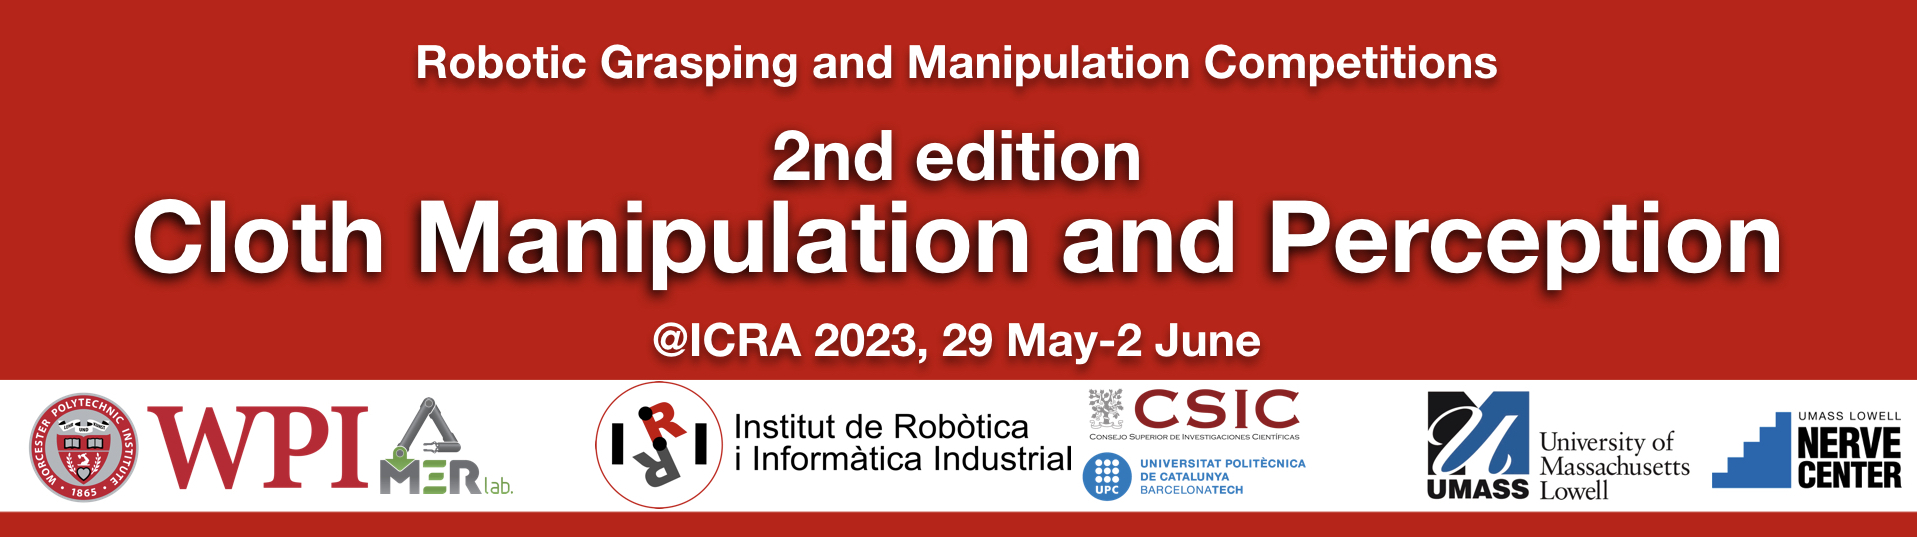 Robotic Grasping and Manipulation Competitions
2nd edition
Cloth Manipulation and Perception
@ICRA 2023, 29 May-2 June
WORCESTER POLYTECHNIC INSTITUTE
· 1865 ·
WPI
MER lab.
IRI
Institut de Robòtica
i Informàtica Industrial
CSIC
CONSEJO SUPERIOR DE INVESTIGACIONES CIENTÍFICAS
UPC
UNIVERSITAT POLITÈCNICA
DE CATALUNYA
BARCELONATECH
UMASS
University of
Massachusetts
Lowell
UMASS LOWELL
NERVE
CENTER